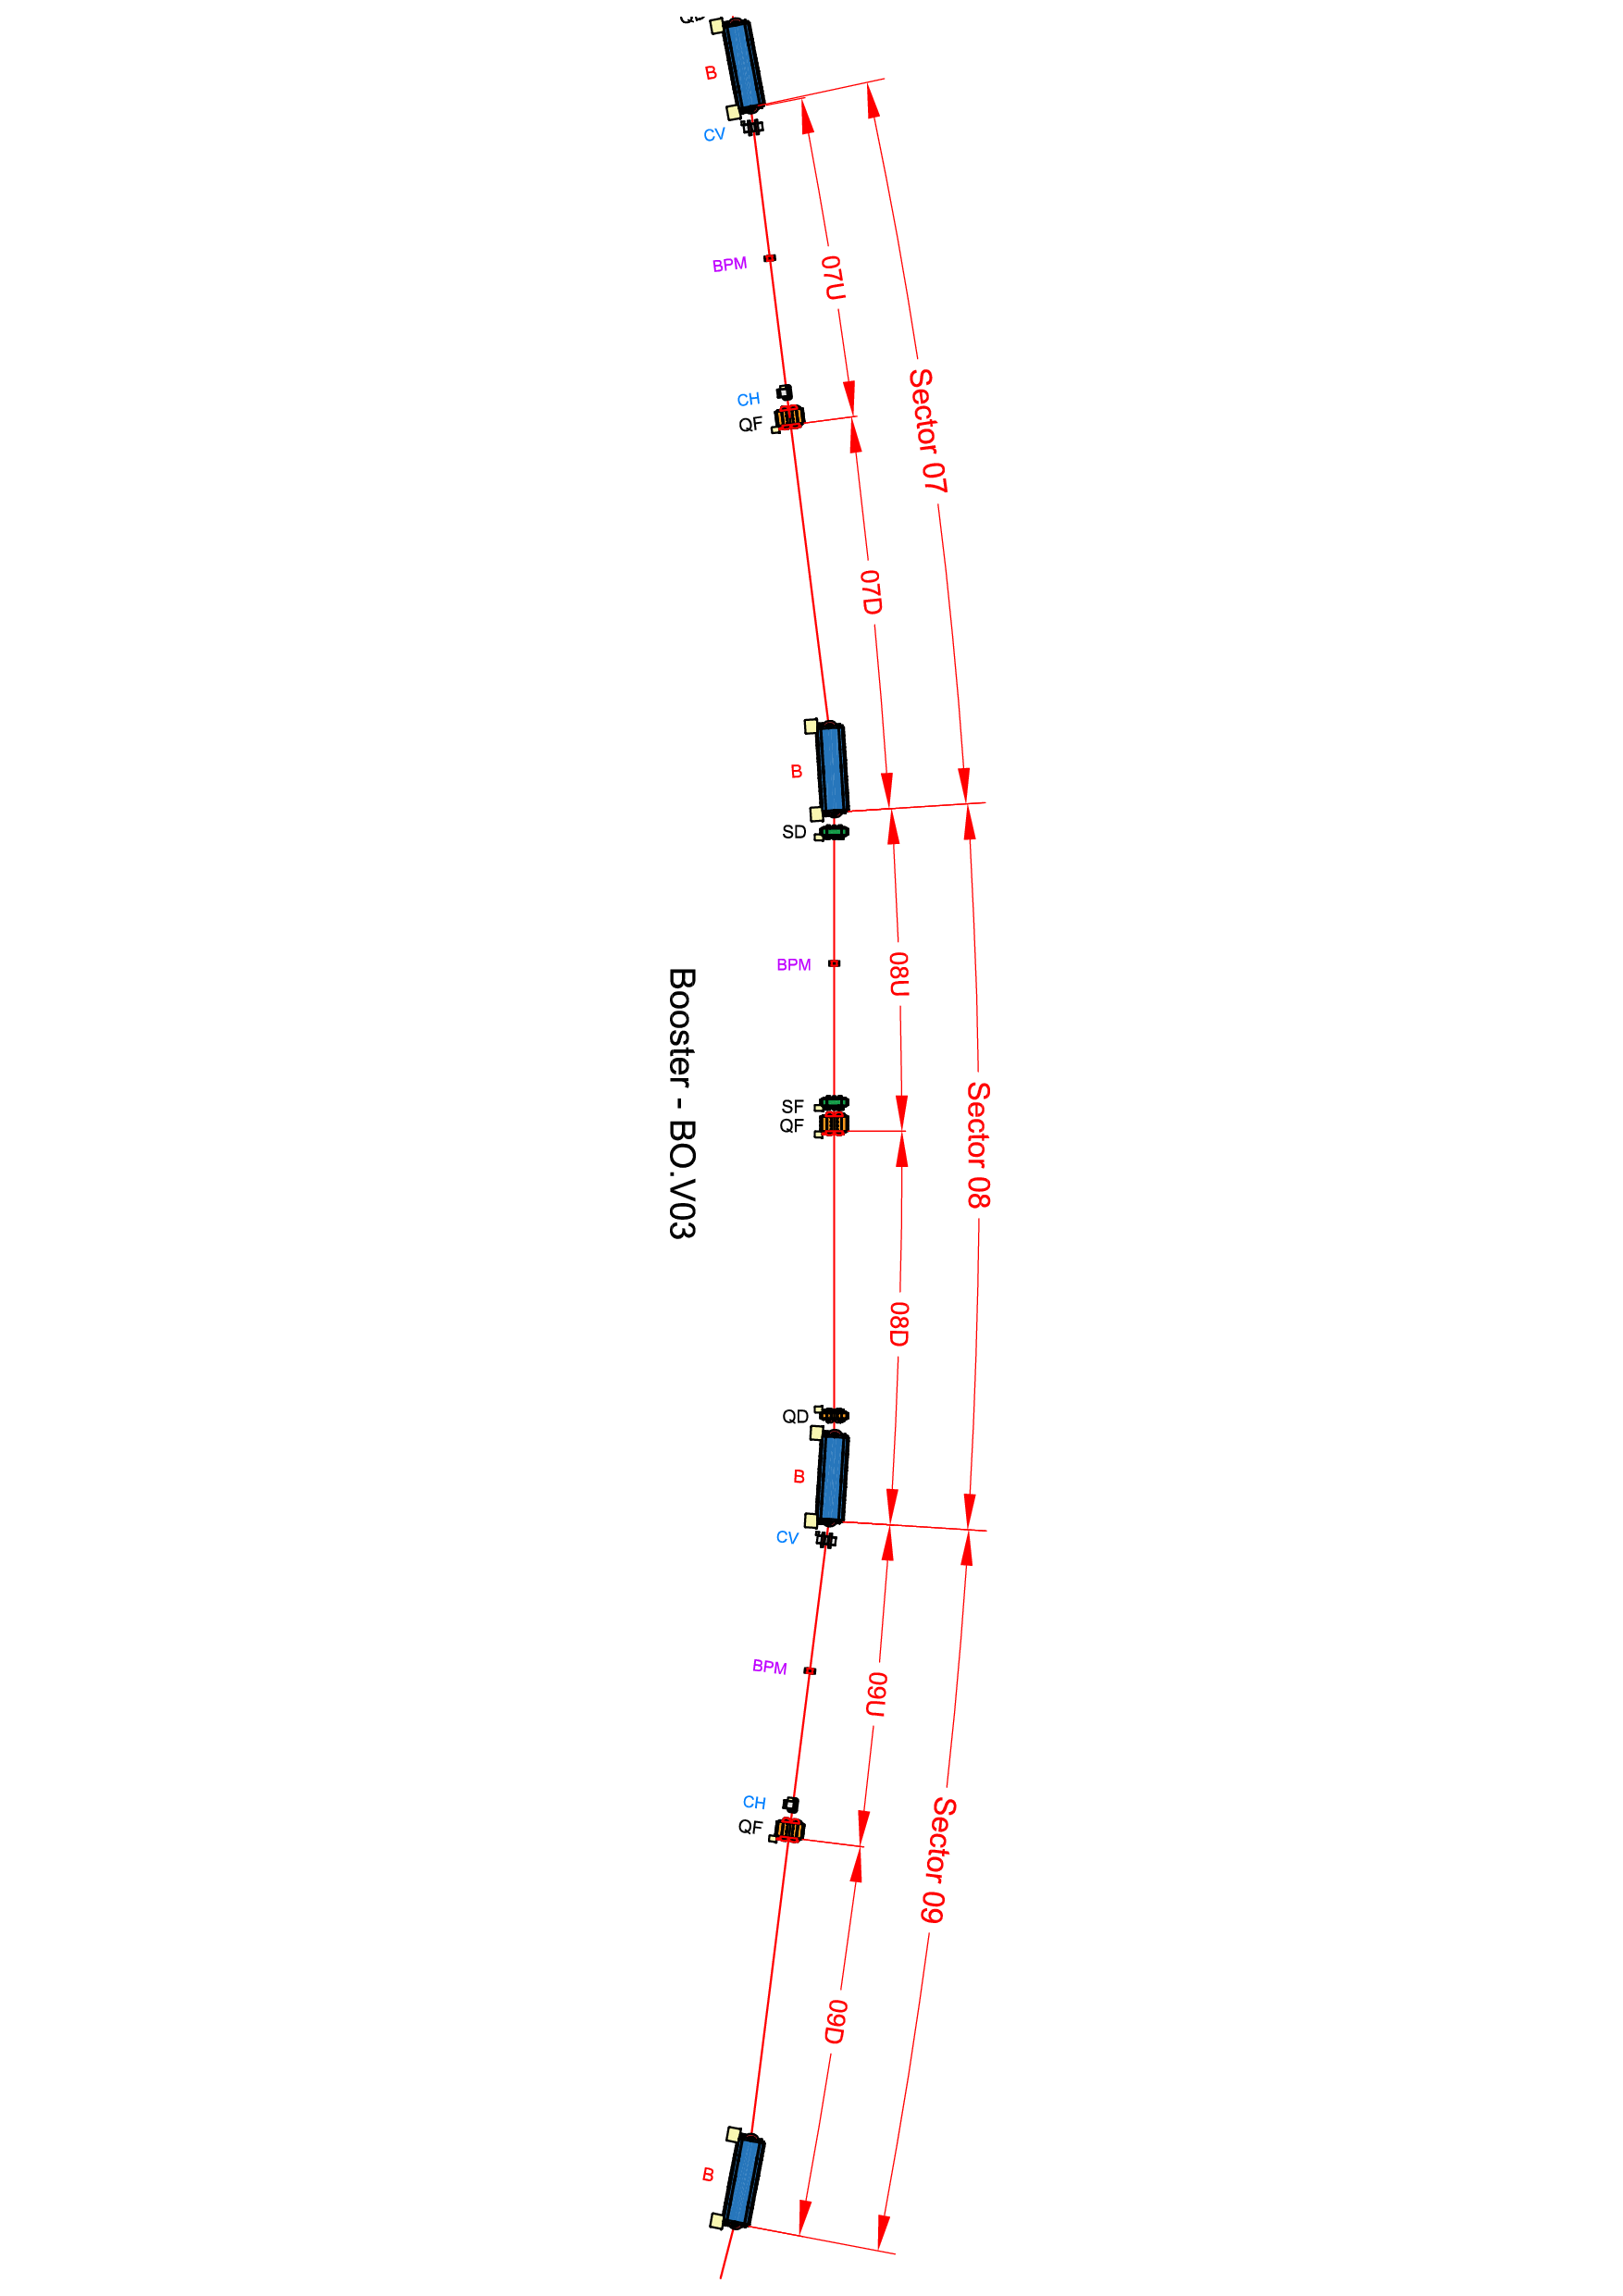 B
CV
BPM
07U
CH
QF
Sector 07
07D
B
SD
BPM
08U
SF
QF
Sector 08
Booster - BO.V03
08D
QD
B
CV
BPM
09U
CH
QF
Sector 09
09D
B